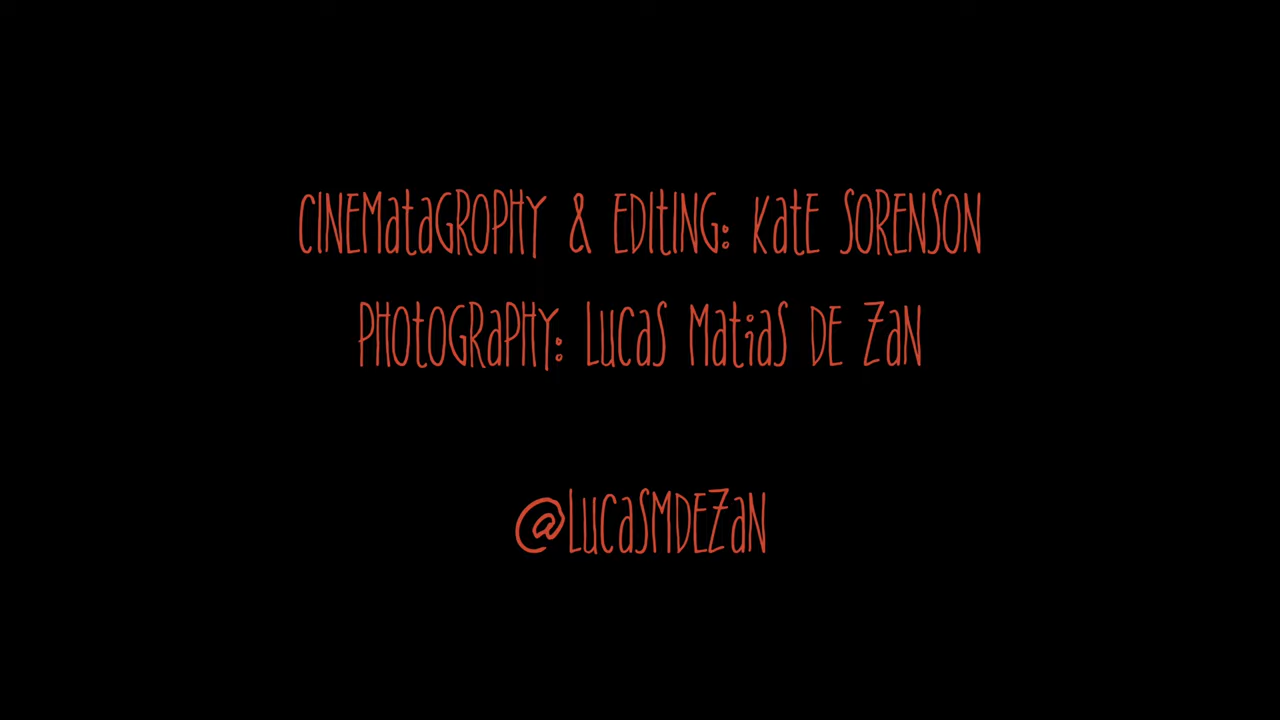 CINEMataGROPHY & EDItING: KatE SORENSON
PHOtOGRaPHY: LUCaS MatiaS DE ZaN
@LUCaSMDEZaN